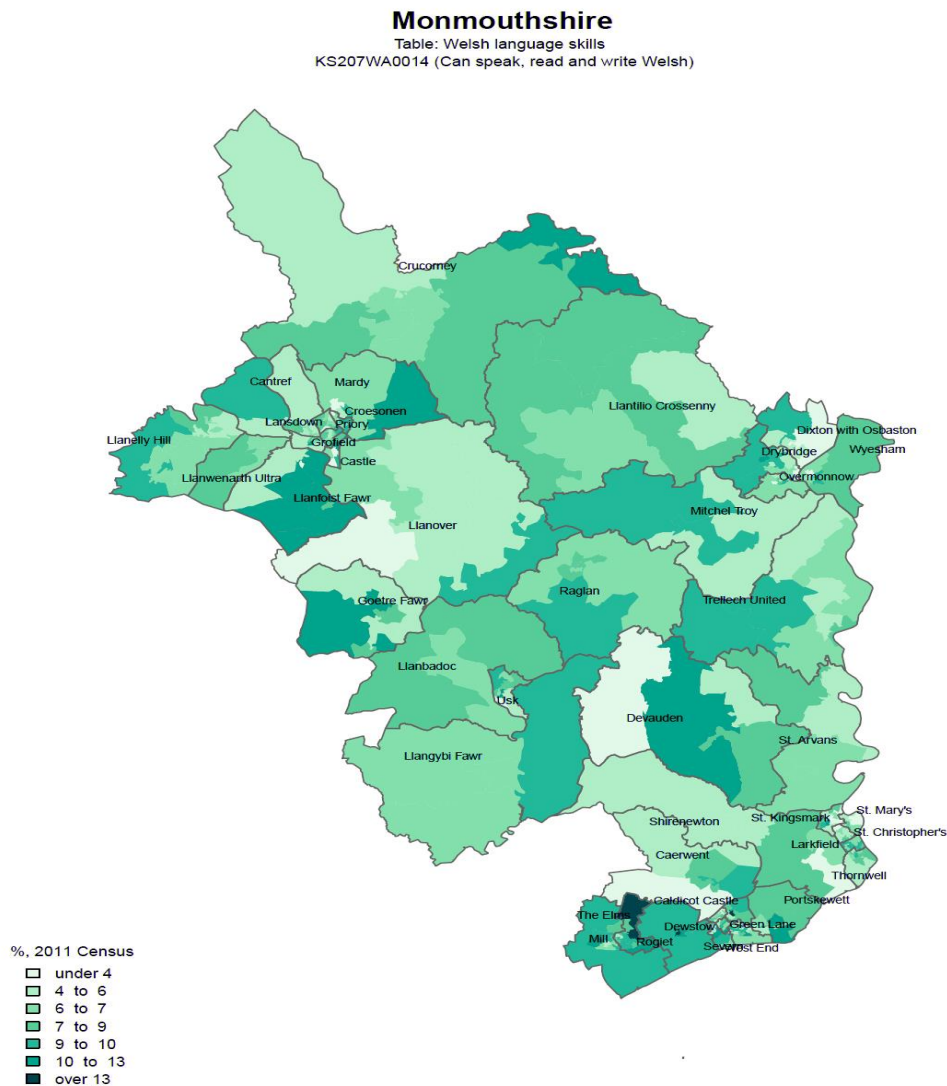 Monmouthshire
Table: Welsh language skills
KS207WA0014 (Can speak, read and write Welsh)
Crucorney
Cantref
Mardy
Llantilio Crossenny
Croesonen
Lansdown
Priory
Dixton with Osbaston
Llanelly Hill
Grofield
Drybridge
Wyesham
Castle
Llanwenarth Ultra
Overmonnow
Llanfoist Fawr
Mitchel Troy
Llanover
Raglan
Goetre Fawr
Trellech United
Llanbadoc
Usk
Devauden
St. Arvans
Llangybi Fawr
St. Mary's
Shirenewton
St. Kingsmark
St. Christopher's
Larkfield
Caerwent
Thornwell
Caldicot Castle
Portskewett
The Elms
Dewstow
Green Lane
Mill
Rogiet
Severn
West End
%, 2011 Census
under 4
4 to 6
6 to 7
7 to 9
9 to 10
10 to 13
over 13